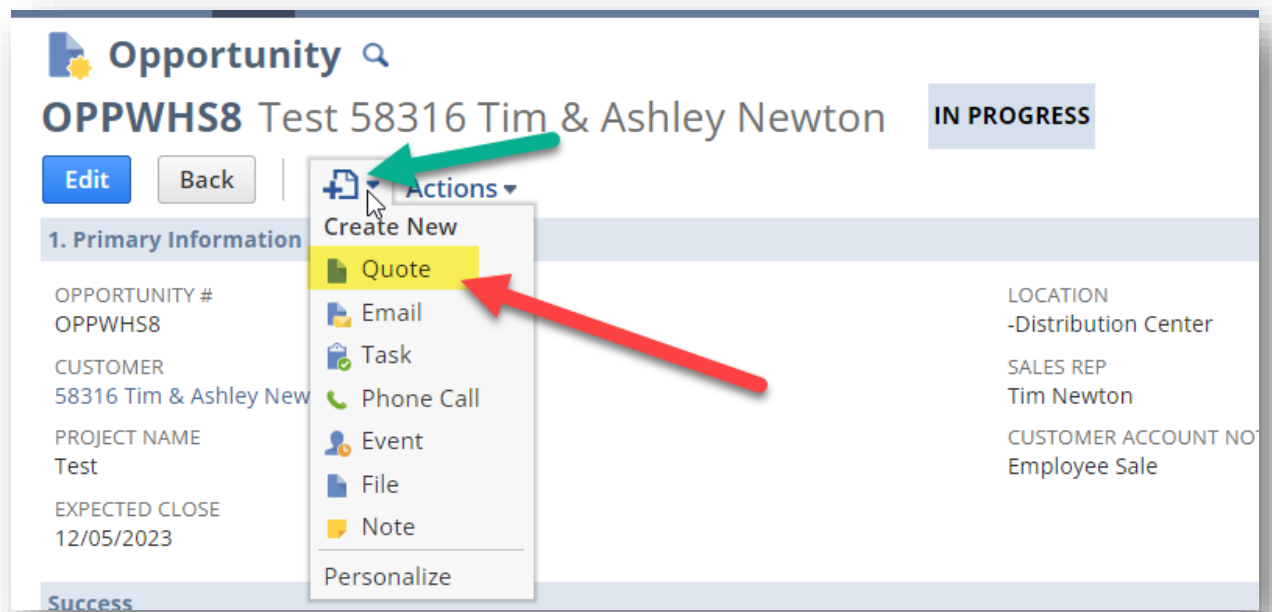 Opportunity
OPPWHS8 Test 58316 Tim & Ashley Newton IN PROGRESS
Edit Back Actions
Create New
Quote
Email
Task
Phone Call
Event
File
Note
Personalize
1. Primary Information
OPPORTUNITY #
OPPWHS8
CUSTOMER
58316 Tim & Ashley New
PROJECT NAME
Test
EXPECTED CLOSE
12/05/2023
LOCATION
-Distribution Center
SALES REP
Tim Newton
CUSTOMER ACCOUNT NO
Employee Sale
Success